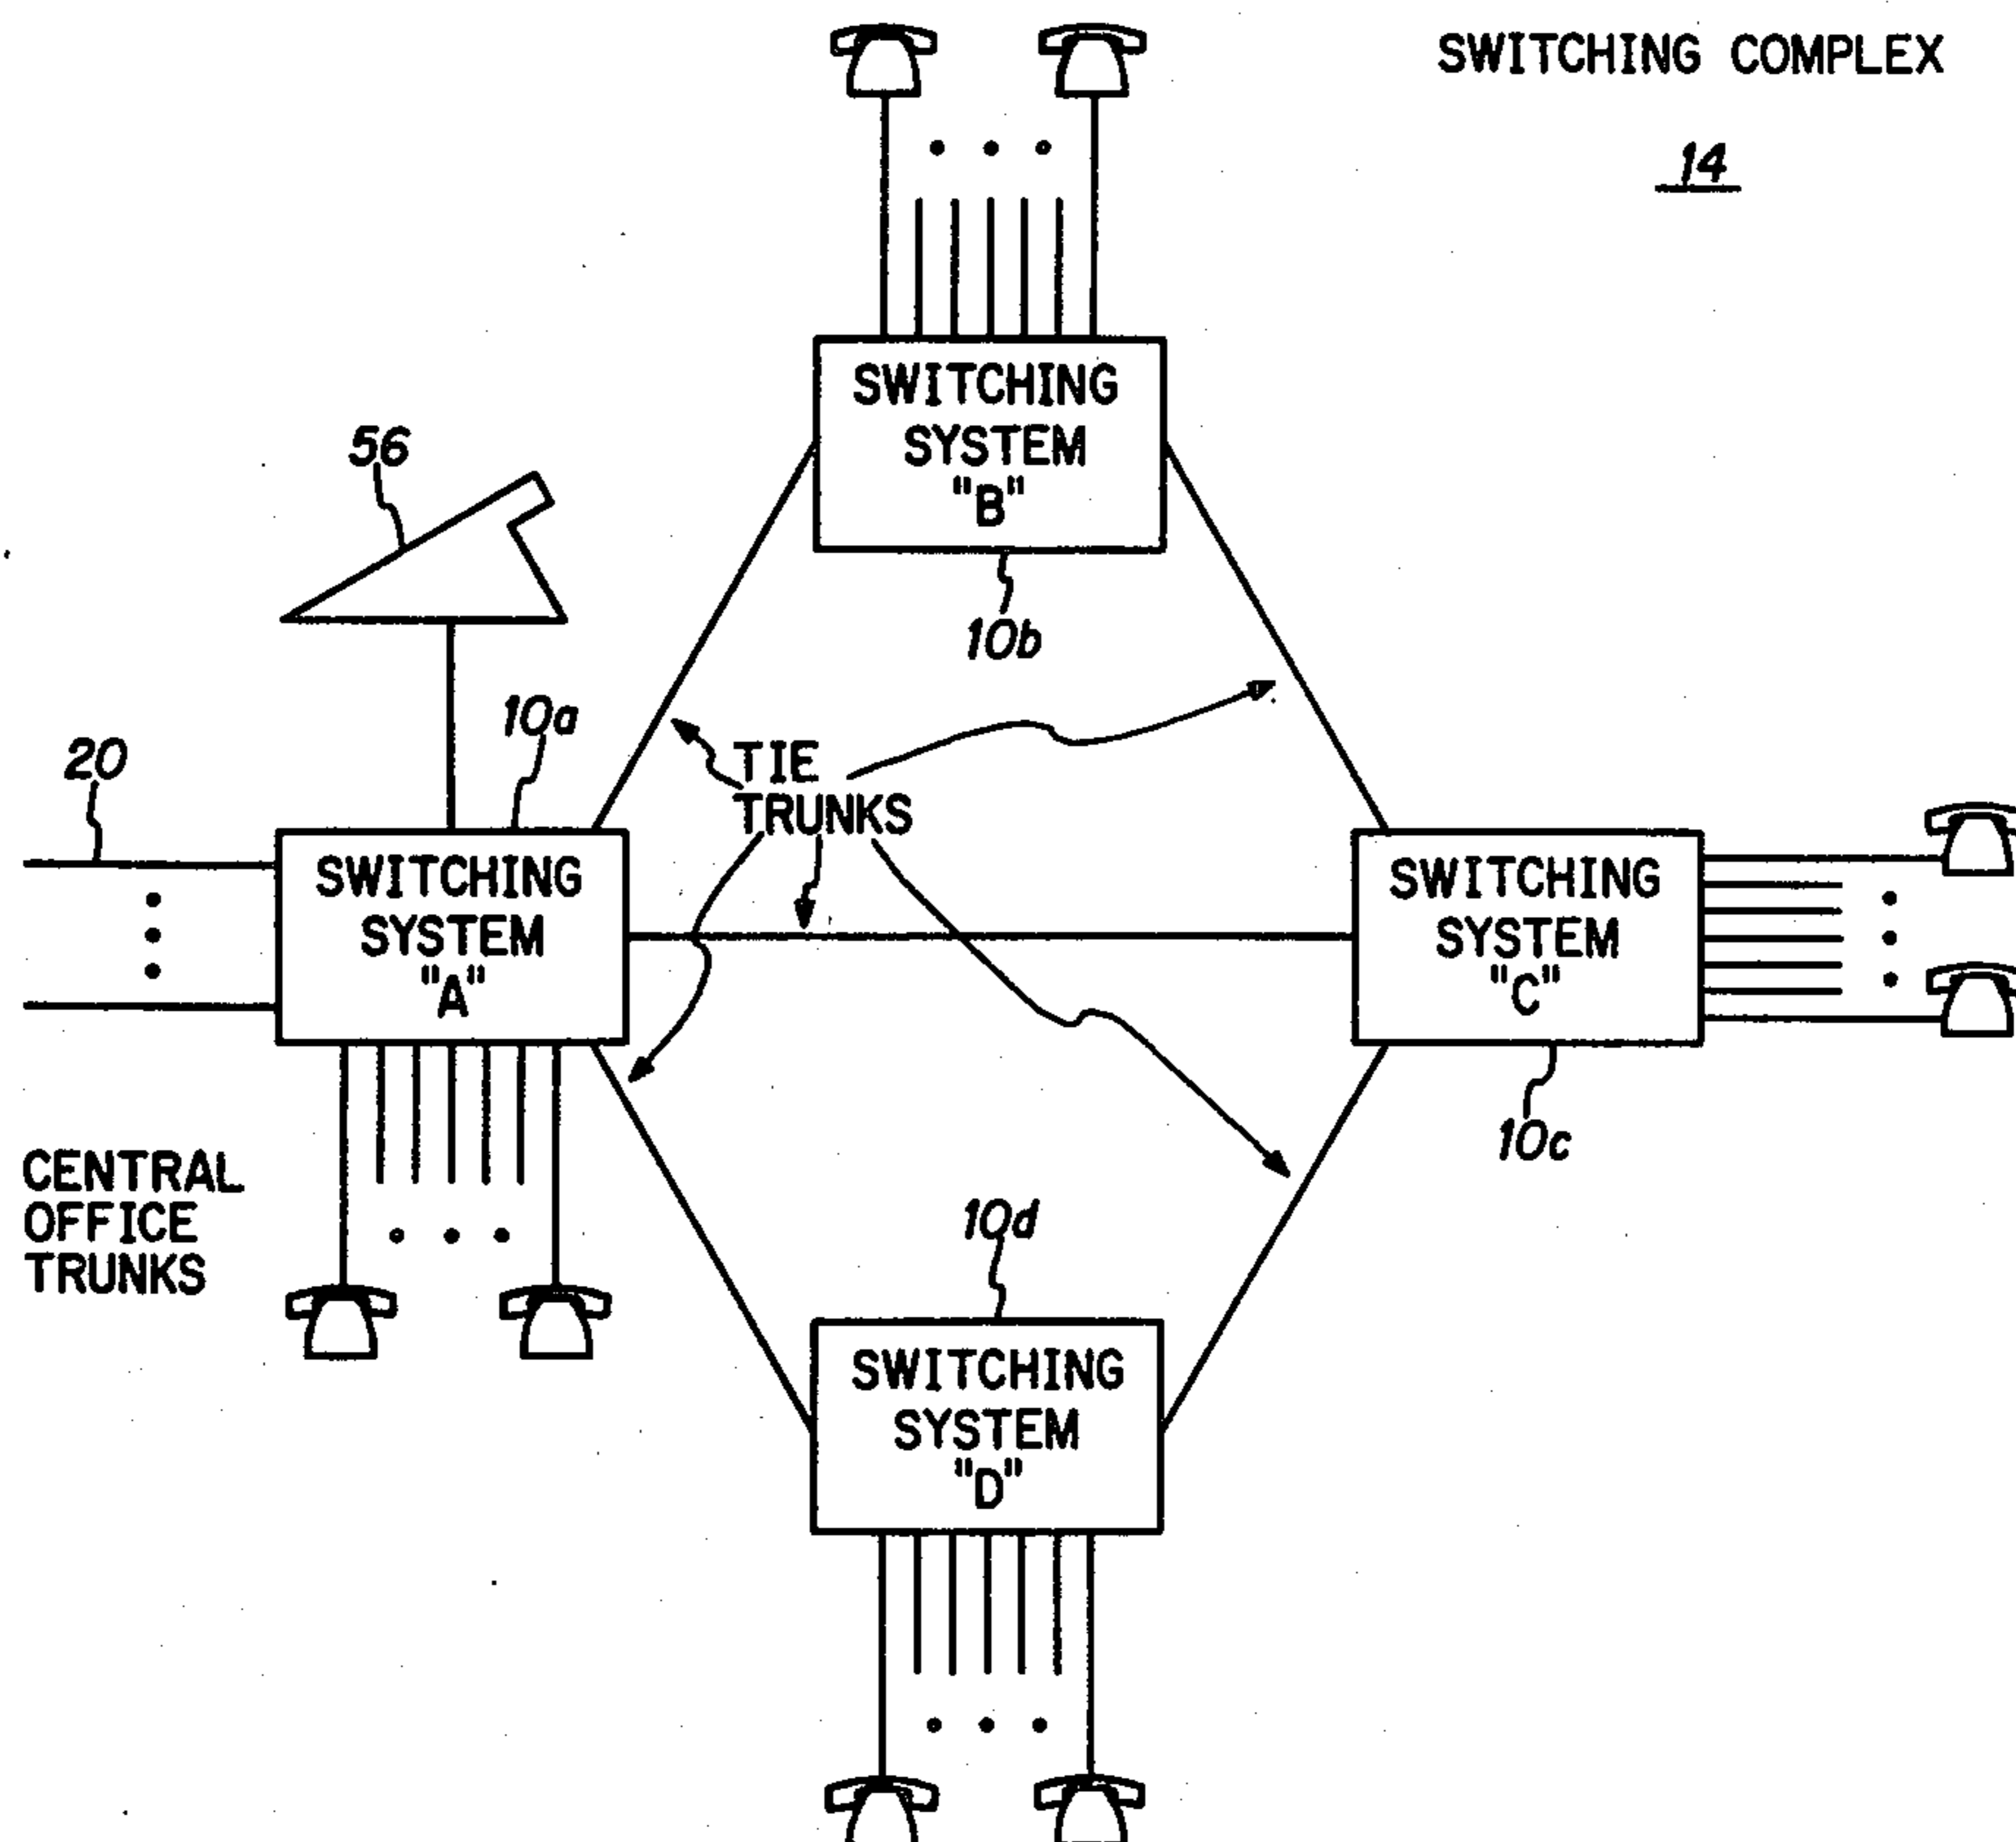 SWITCHING COMPLEX
14
SWITCHING
SYSTEM
"B"
10b
56
10a
20
TIE
TRUNKS
SWITCHING
SYSTEM
"A"
SWITCHING
SYSTEM
"C"
10c
CENTRAL
OFFICE
TRUNKS
10d
SWITCHING
SYSTEM
"D"